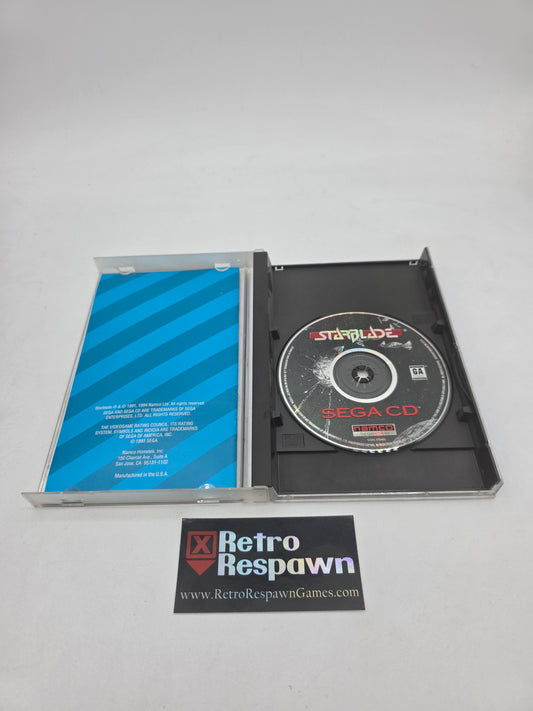 Starblade ® & © 1991, 1994 Namco Ltd. All rights reserved.
SEGA AND SEGA CD ARE TRADEMARKS OF SEGA
ENTERPRISES, LTD. ALL RIGHTS RESERVED.
THE VIDEOGAME RATING COUNCIL, ITS RATING
SYSTEM, SYMBOLS AND INDICIA ARE TRADEMARKS
OF SEGA OF AMERICA, INC.
© 1993 SEGA.
Namco Hometek, Inc.
150 Charcot Ave., Suite A
San Jose, CA 95131-1102
Manufactured in the U.S.A.
STARBLADE
GA
SEGA CD
namco
X Retro
Respawn
www.RetroRespawnGames.com